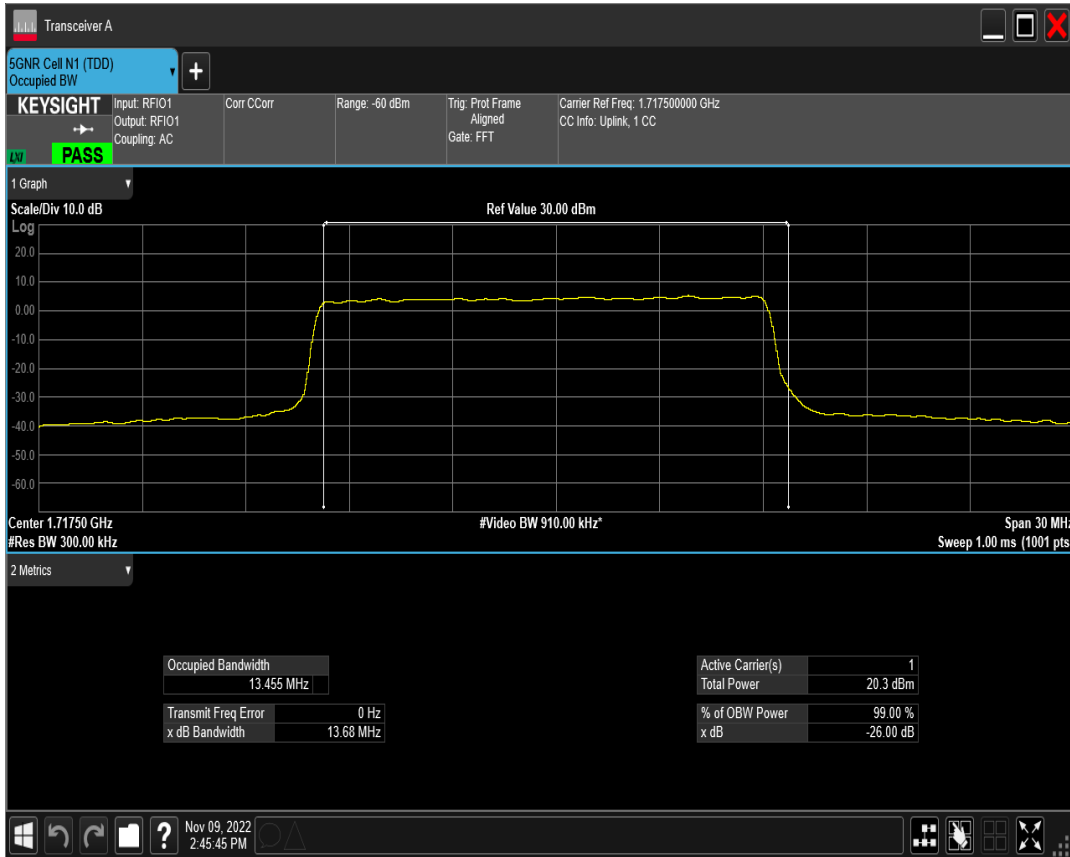 Transceiver A
5GNR Cell N1 (TDD)
Occupied BW
+
KEYSIGHT
LXI
PASS
Input: RFIO1
Output: RFIO1
Coupling: AC
Corr CCorr
Range: -60 dBm
Trig: Prot Frame
Aligned
Gate: FFT
Carrier Ref Freq: 1.717500000 GHz
CC Info: Uplink, 1 CC
1 Graph
Scale/Div 10.0 dB
Ref Value 30.00 dBm
Log
20.0
10.0
0.00
-10.0
-20.0
-30.0
-40.0
-50.0
-60.0
Center 1.71750 GHz
#Video BW 910.00 kHz*
Span 30 MHz
#Res BW 300.00 kHz
Sweep 1.00 ms (1001 pts
2 Metrics
Occupied Bandwidth
13.455 MHz
Transmit Freq Error 0 Hz
x dB Bandwidth 13.68 MHz
Active Carrier(s) 1
Total Power 20.3 dBm
% of OBW Power 99.00 %
x dB -26.00 dB
?
Nov 09, 2022
2:45:45 PM